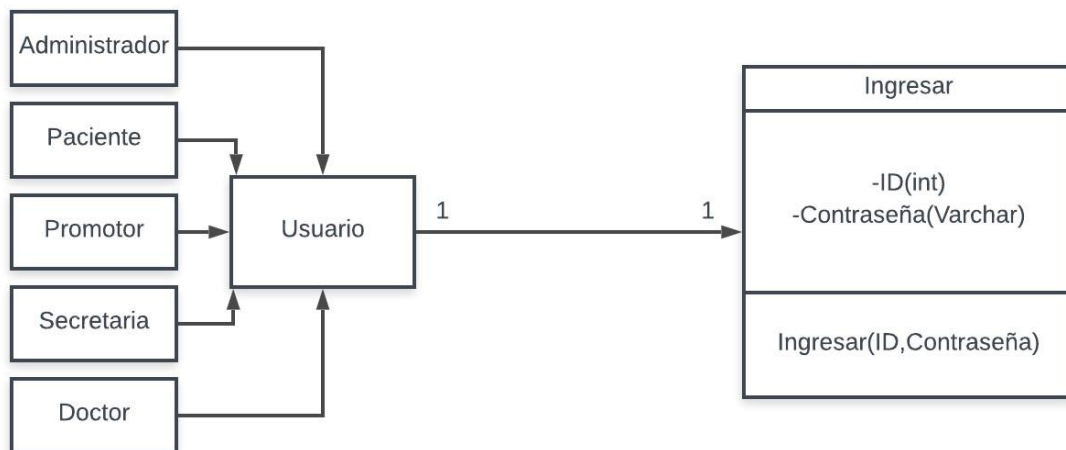 Administrador
Paciente
Promotor
Secretaria
Doctor
Usuario
1
1
Ingresar
-ID(int)
-Contraseña(Varchar)
Ingresar(ID,Contraseña)